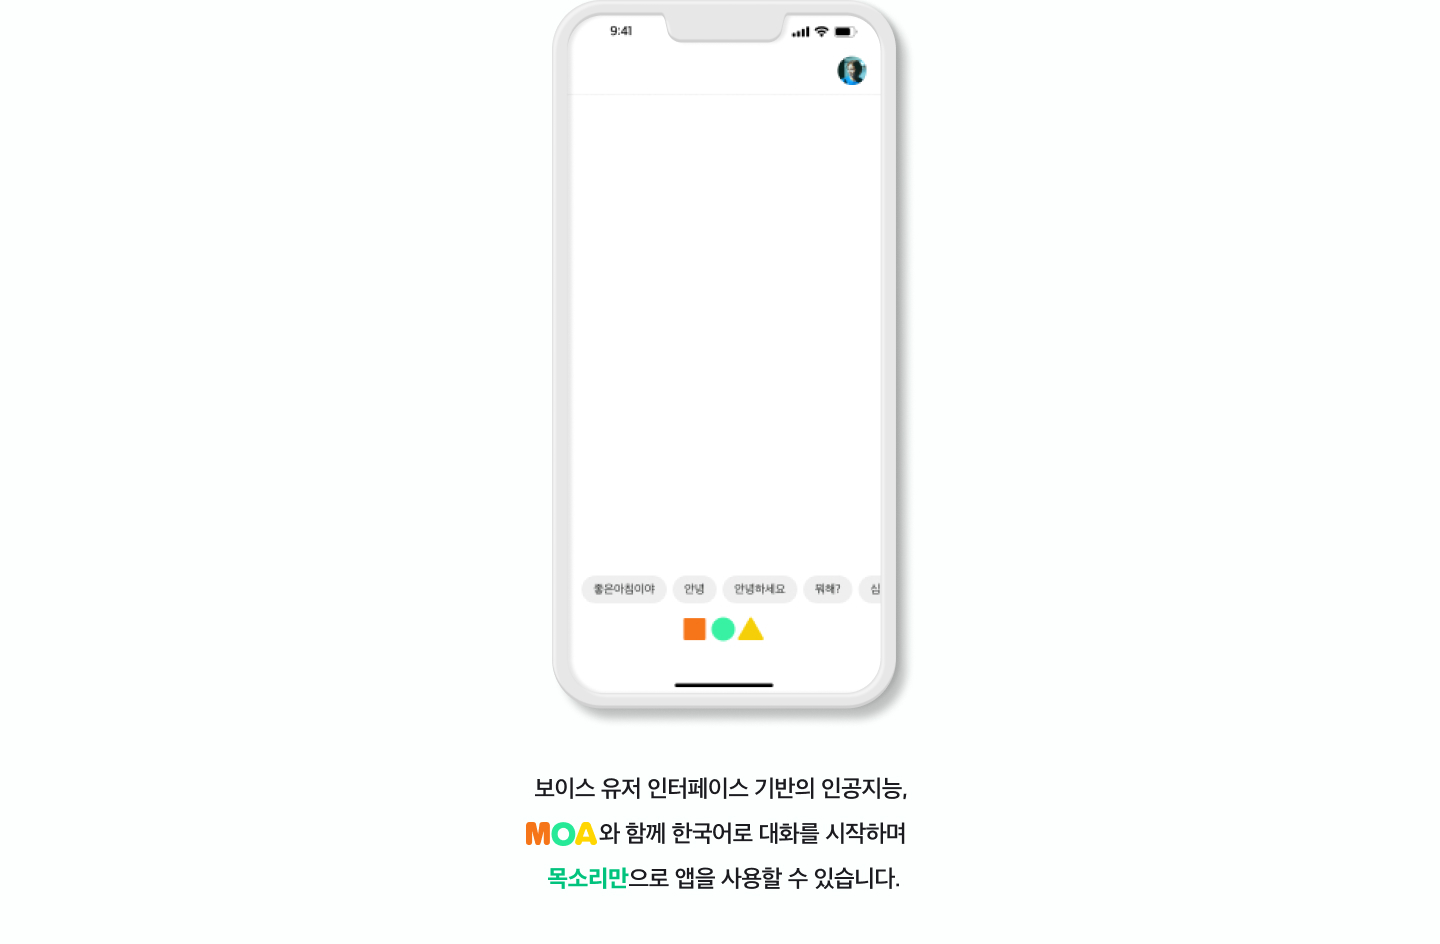 9:41
좋은아침이야 안녕 안녕하세요 뭐해? 심
보이스 유저 인터페이스 기반의 인공지능,
MOA와 함께 한국어로 대화를 시작하며
목소리만으로 앱을 사용할 수 있습니다.